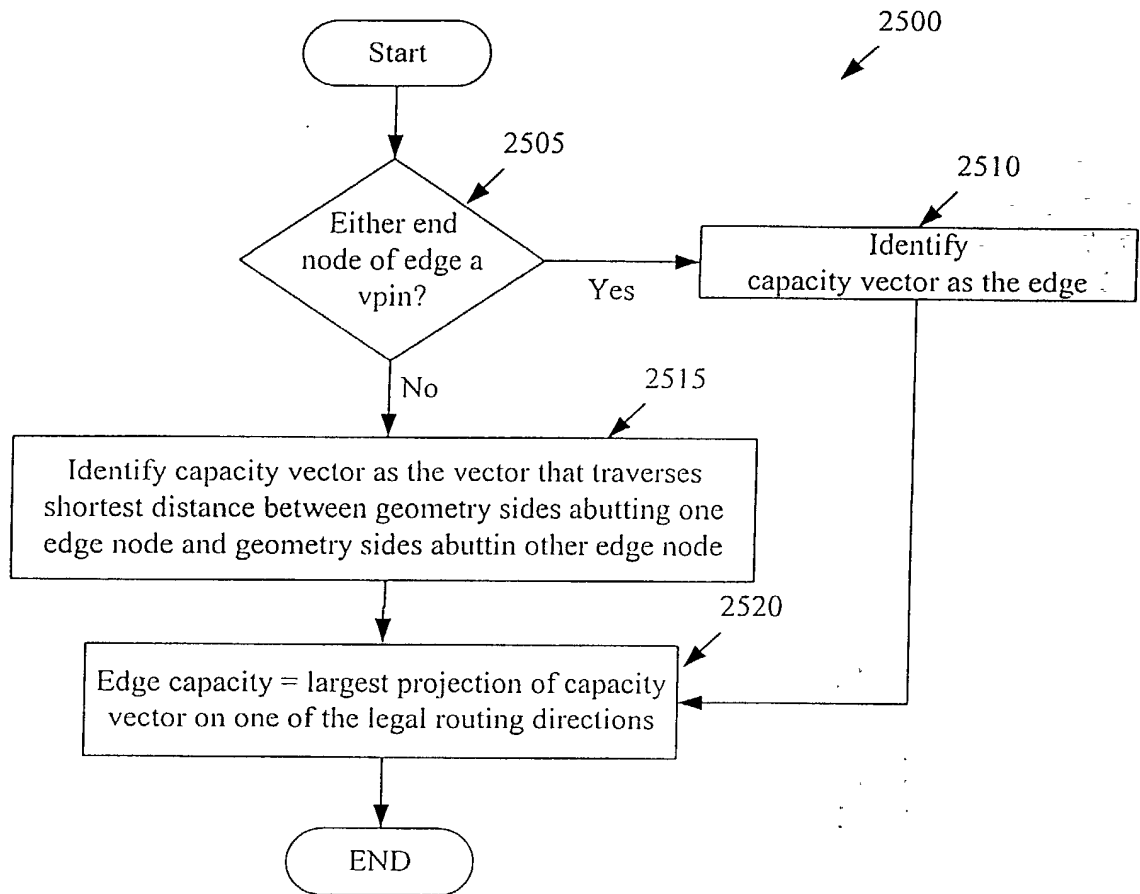 Start
2500
2505
Either end
node of edge a
vpin?
Yes
2510
Identify
capacity vector as the edge
No
2515
Identify capacity vector as the vector that traverses
shortest distance between geometry sides abutting one
edge node and geometry sides abuttin other edge node
2520
Edge capacity = largest projection of capacity
vector on one of the legal routing directions
END